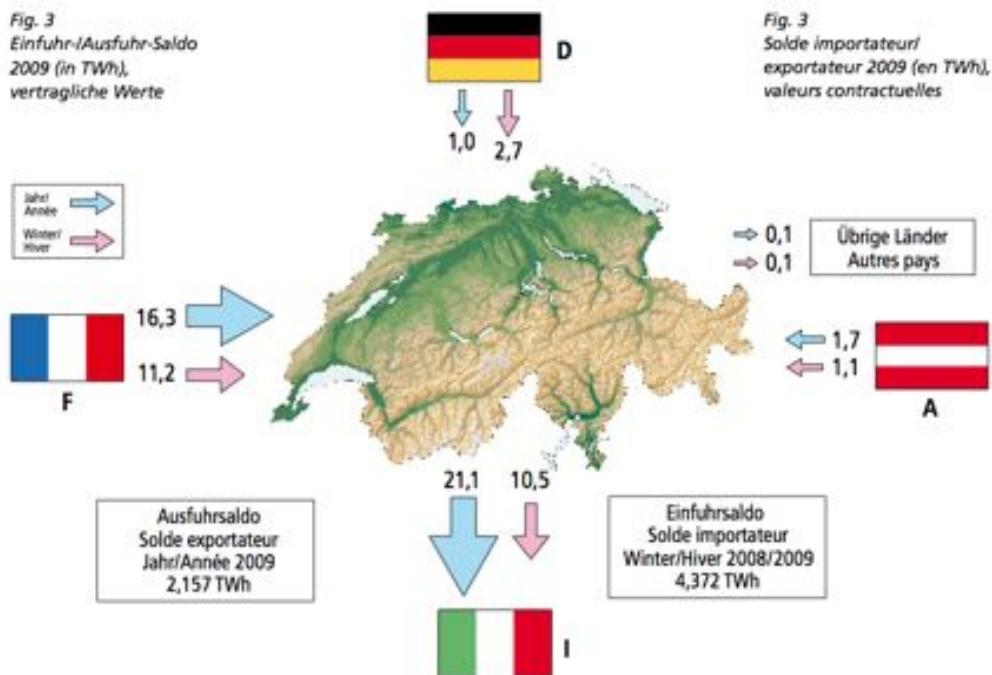 Fig. 3
Einfuhr-/Ausfuhr-Saldo
2009 (in TWh),
vertragliche Werte
Fig. 3
Solde importateur/
exportateur 2009 (en TWh),
valeurs contractuelles
D
1,0 2,7
Jahr/
Année
Winter/
Hiver
0,1
0,1
Übrige Länder
Autres pays
16,3
11,2
F
1,7
1,1
A
21,1 10,5
Ausfuhrsaldo
Solde exportateur
Jahr/Année 2009
2,157 TWh
Einfuhrsaldo
Solde importateur
Winter/Hiver 2008/2009
4,372 TWh
I